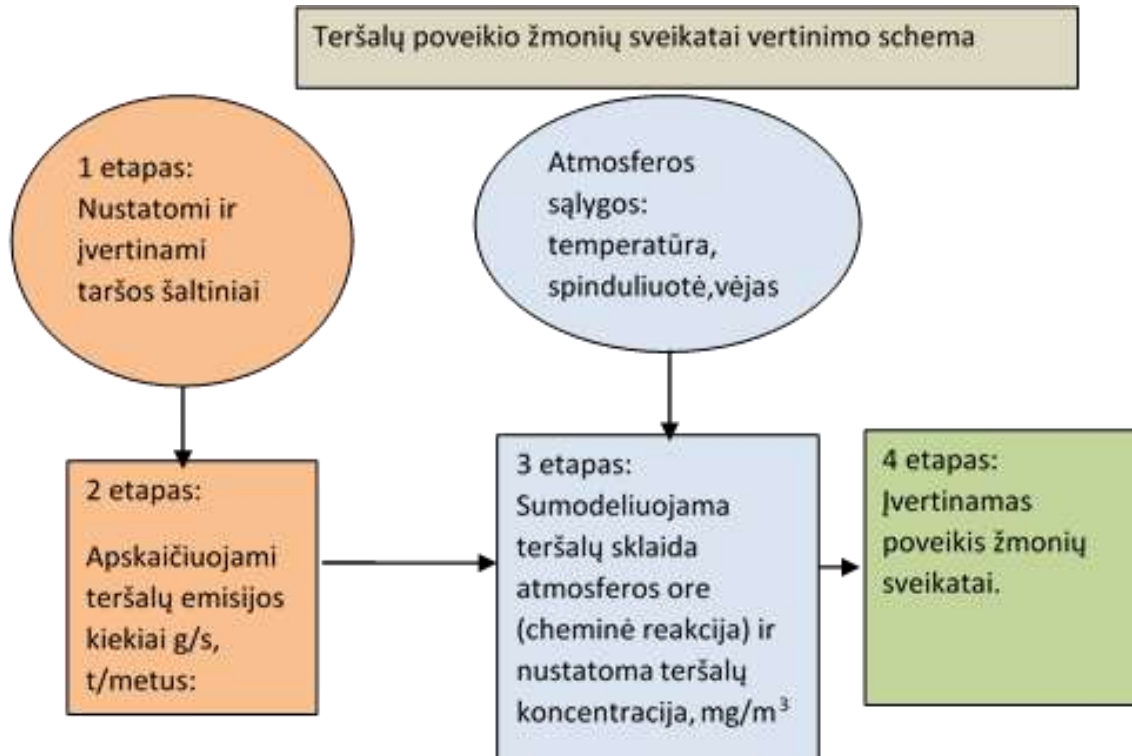 Teršalų poveikio žmonių sveikatai vertinimo schema
1 etapas:
Nustatomi ir
įvertinami
taršos šaltiniai
Atmosferos
sąlygos:
temperatūra,
spinduliuotė,vėjas
2 etapas:
Apskaičiuojami
teršalų emisijos
kiekiai g/s,
t/metus:
3 etapas:
Sumodeliuojama
teršalų sklaida
atmosferos ore
(cheminė reakcija) ir
nustatoma teršalų
koncentracija, mg/m³
4 etapas:
Įvertinamas
poveikis žmonių
sveikatai.